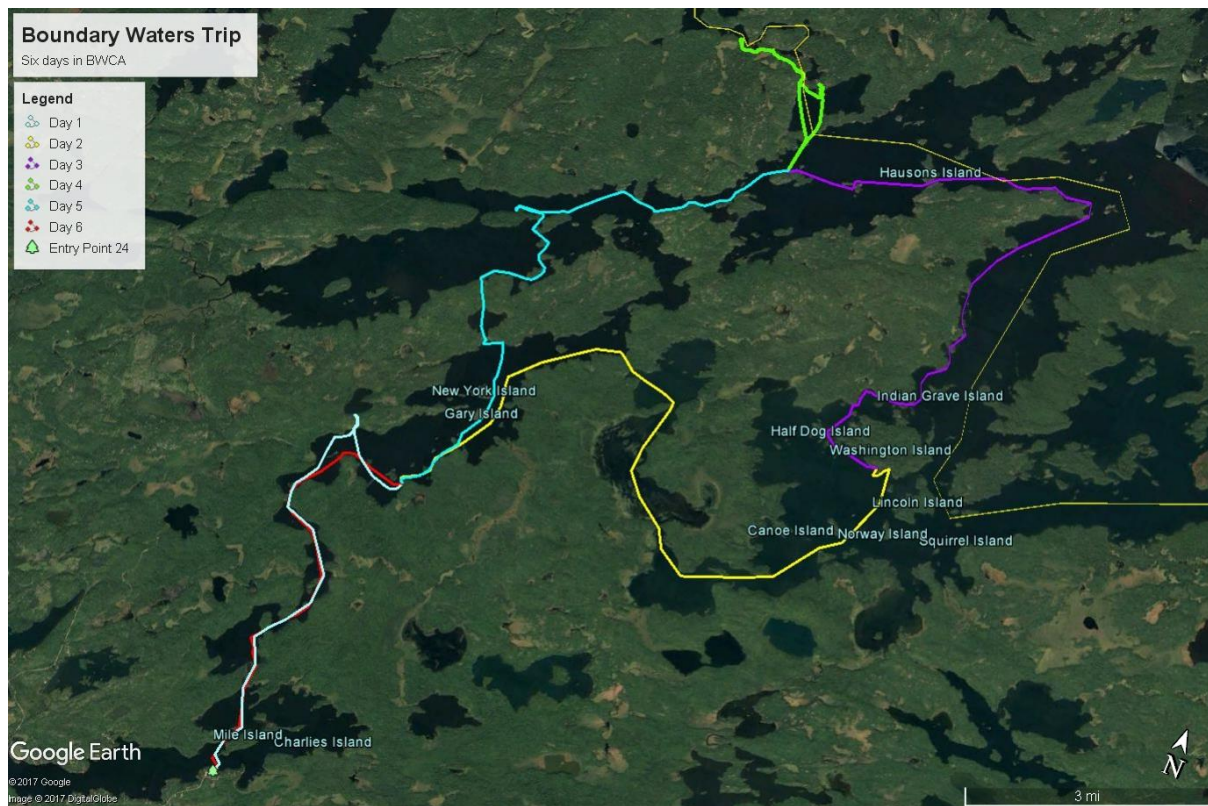 Boundary Waters Trip
Six days in BWCA
Legend
Day 1
Day 2
Day 3
Day 4
Day 5
Day 6
Entry Point 24
Hausons Island
New York Island
Gary Island
Indian Grave Island
Half Dog Island
Washington Island
Lincoln Island
Canoe Island
Norway Island
Squirrel Island
Mile Island
Charlies Island
Google Earth
©2017 Google
Image © 2017 DigitalGlobe
N
3 mi